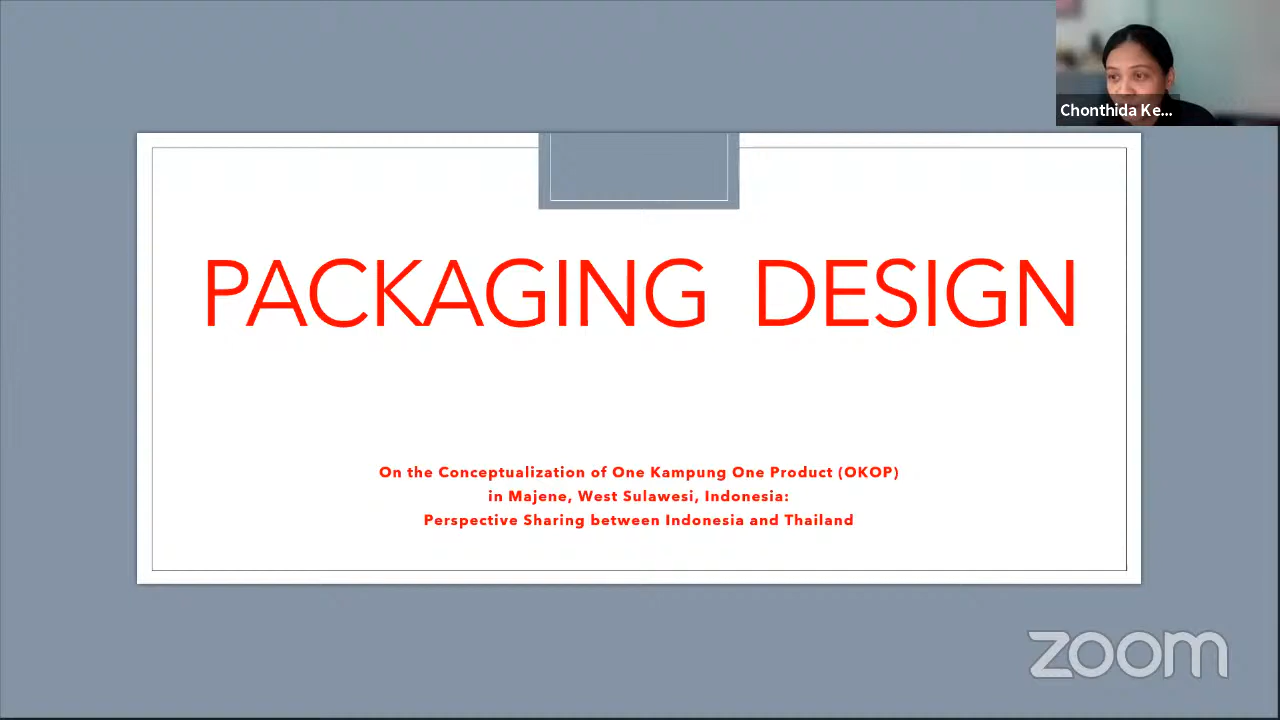 Chonthida Ke...
PACKAGING DESIGN
On the Conceptualization of One Kampung One Product (OKOP)
in Majene, West Sulawesi, Indonesia:
Perspective Sharing between Indonesia and Thailand
zoom